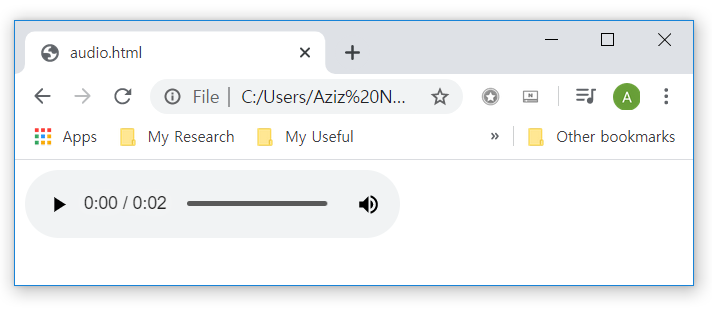 audio.html
File | C:/Users/Aziz%20N...
A
Apps My Research My Useful » Other bookmarks
0:00 / 0:02